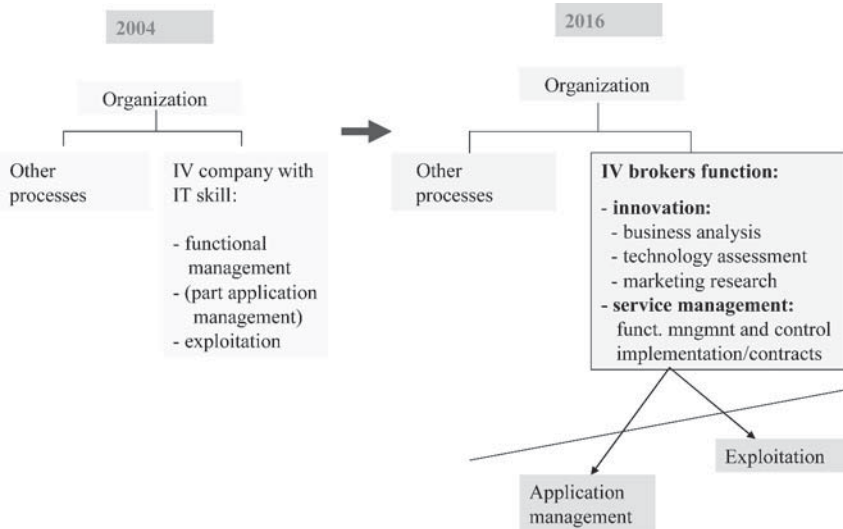 2004
Organization
Other
processes
IV company with
IT skill:
- functional
management
- (part application
management)
- exploitation
2016
Organization
Other
processes
IV brokers function:
- innovation:
- business analysis
- technology assessment
- marketing research
- service management:
funct. mngmnt and control
implementation/contracts
Exploitation
Application
management